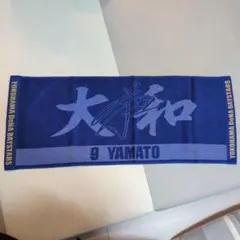 YOKOHAMA DeNA BAYSTARS
大和
9 YAMATO
YOKOHAMA DeNA BAYSTARS